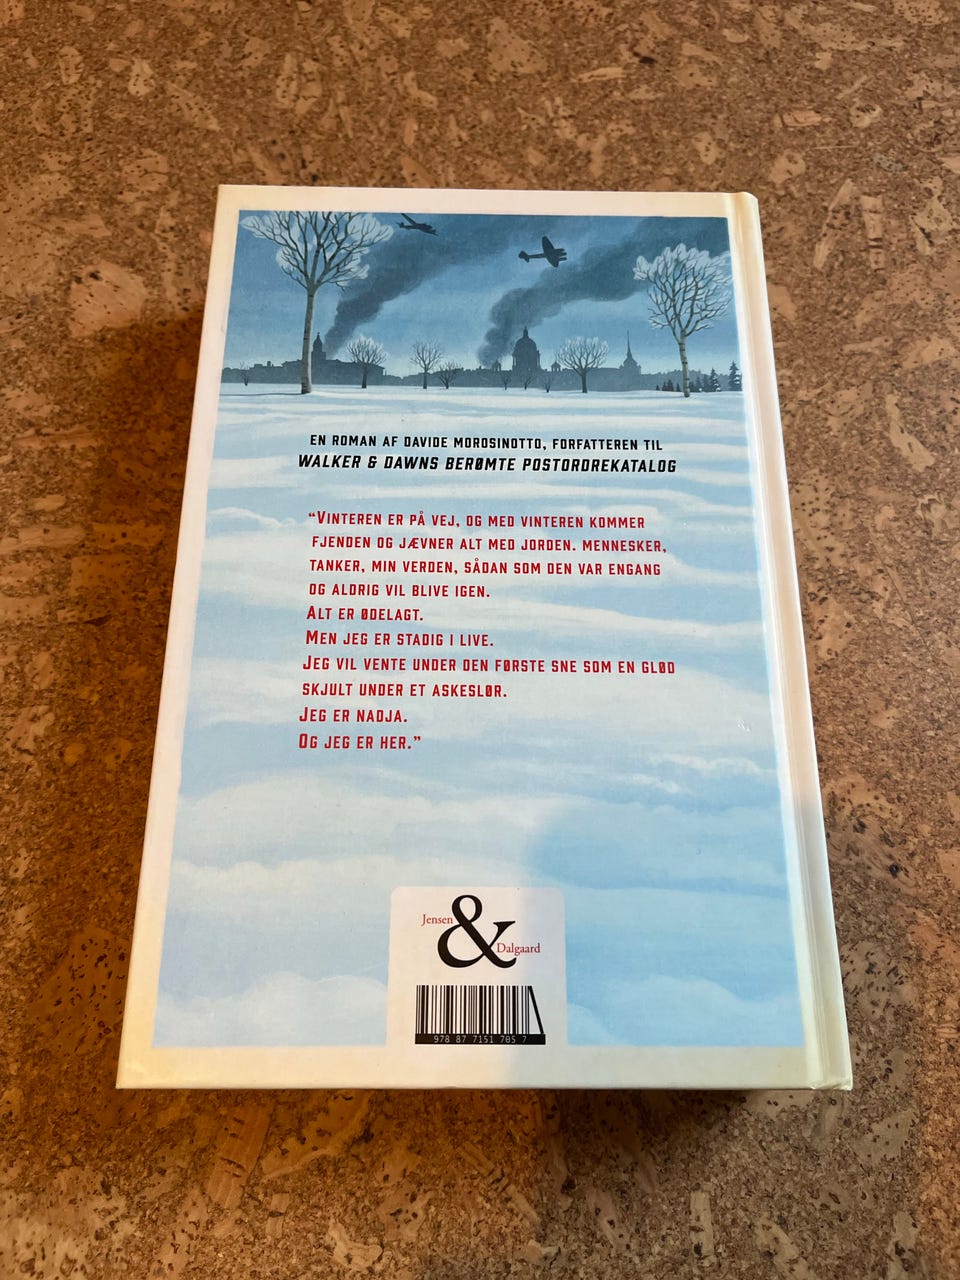 EN ROMAN AF DAVIDE MOROSINOTTO, FORFATTEREN TIL
WALKER & DAWNS BERØMTE POSTORDREKATALOG
“VINTEREN ER PÅ VEJ, OG MED VINTEREN KOMMER
FJENDEN OG JÆVNER ALT MED JORDEN. MENNESKER,
TANKER, MIN VERDEN, SÅDAN SOM DEN VAR ENGANG
OG ALDRIG VIL BLIVE IGEN.
ALT ER ØDELAGT.
MEN JEG ER STADIG I LIVE.
JEG VIL VENTE UNDER DEN FØRSTE SNE SOM EN GLØD
SKJULT UNDER ET ASKESLØR.
JEG ER NADJA.
OG JEG ER HER.”
Jensen & Dalgaard
978 87 7151 705 7